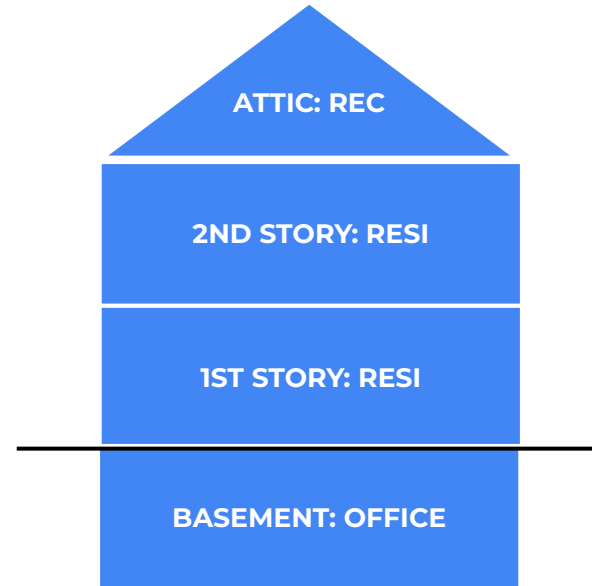 ATTIC: REC
2ND STORY: RESI
1ST STORY: RESI
BASEMENT: OFFICE